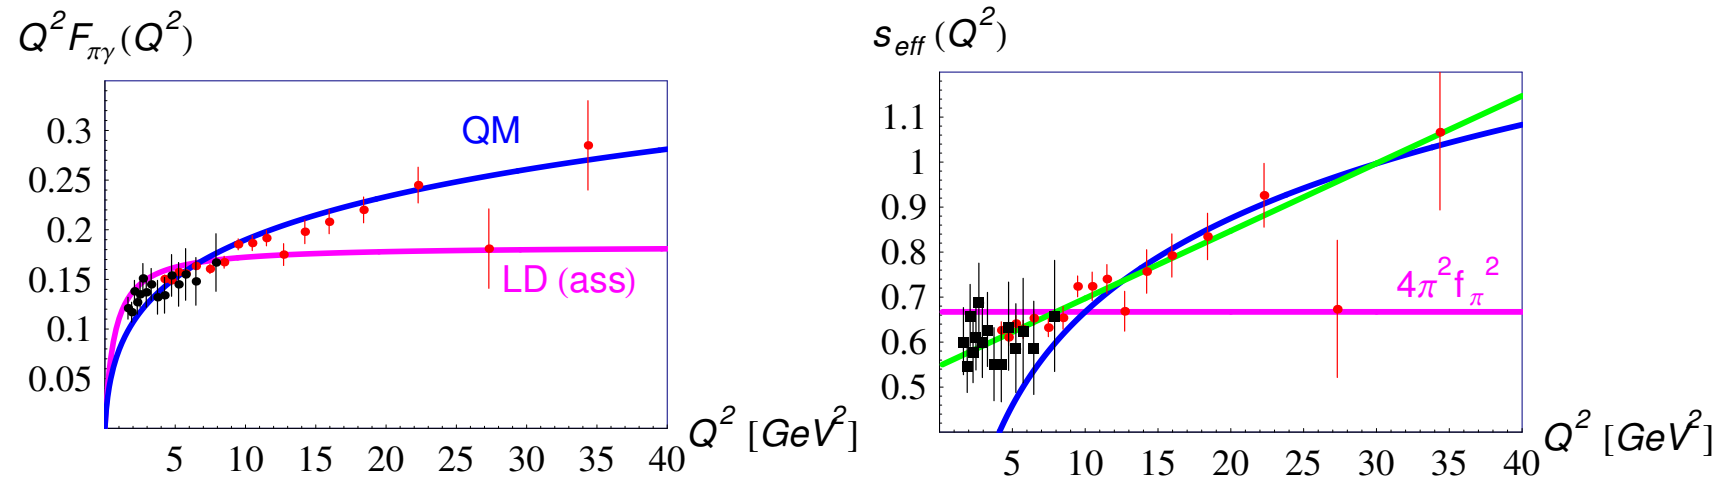 Q²F_πγ(Q²)
0.3
0.25
0.2
0.15
0.1
0.05
QM
LD (ass)
5 10 15 20 25 30 35 40
Q² [GeV²]
s_eff(Q²)
1.1
1
0.9
0.8
0.7
0.6
0.5
4π²f_π²
5 10 15 20 25 30 35 40
Q² [GeV²]